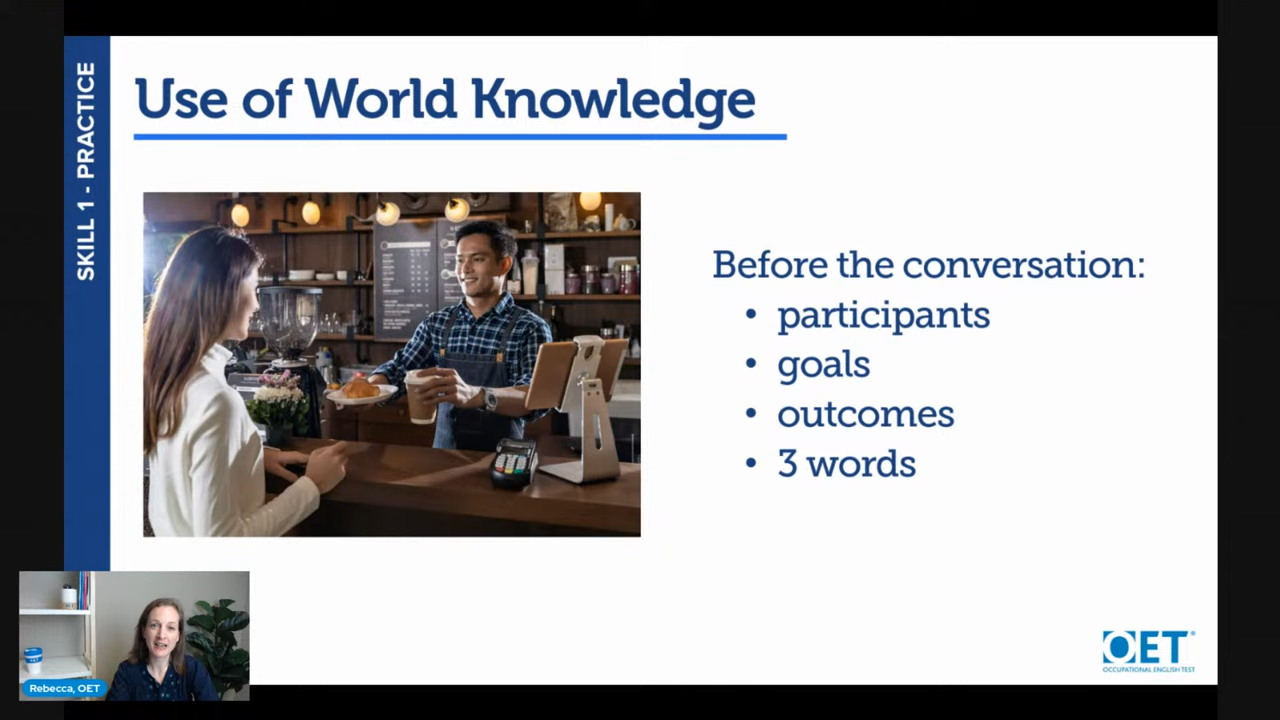 SKILL 1 - PRACTICE
Use of World Knowledge
Before the conversation:
• participants
• goals
• outcomes
• 3 words
Rebecca, OET
OET
OCCUPATIONAL ENGLISH TEST